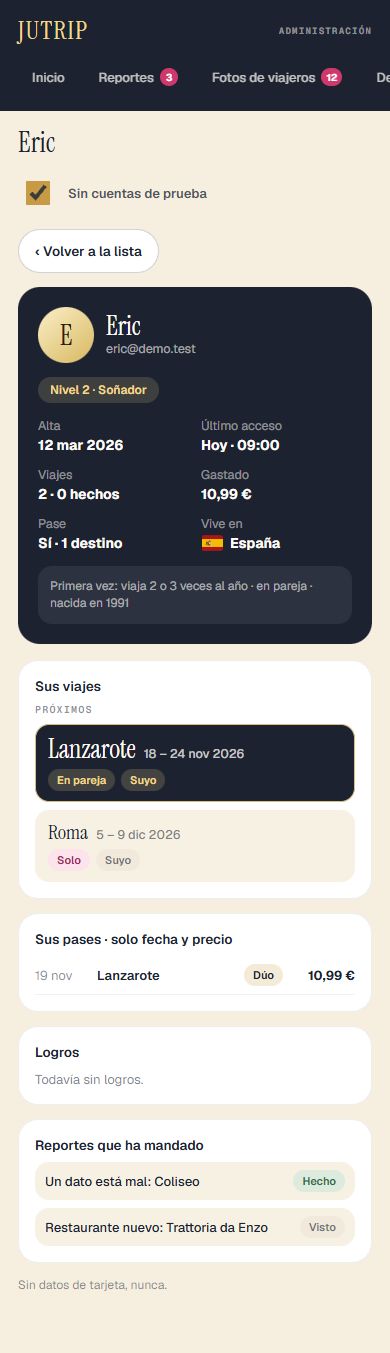 JUTRIP
ADMINISTRACIÓN
Inicio Reportes 3 Fotos de viajeros 12 De
Eric
Sin cuentas de prueba
‹ Volver a la lista
E
Eric
eric@demo.test
Nivel 2 · Soñador
Alta Último acceso
12 mar 2026 Hoy · 09:00
Viajes Gastado
2 · 0 hechos 10,99 €
Pase Vive en
Sí · 1 destino España
Primera vez: viaja 2 o 3 veces al año · en pareja ·
nacida en 1991
Sus viajes
PRÓXIMOS
Lanzarote 18 – 24 nov 2026
En pareja Suyo
Roma 5 – 9 dic 2026
Solo Suyo
Sus pases · solo fecha y precio
19 nov Lanzarote Dúo 10,99 €
Logros
Todavía sin logros.
Reportes que ha mandado
Un dato está mal: Coliseo Hecho
Restaurante nuevo: Trattoria da Enzo Visto
Sin datos de tarjeta, nunca.